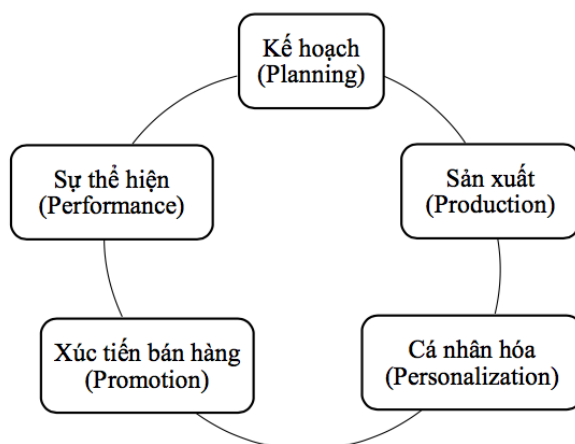 Kế hoạch
(Planning)
Sự thể hiện
(Performance)
Sản xuất
(Production)
Xúc tiến bán hàng
(Promotion)
Cá nhân hóa
(Personalization)